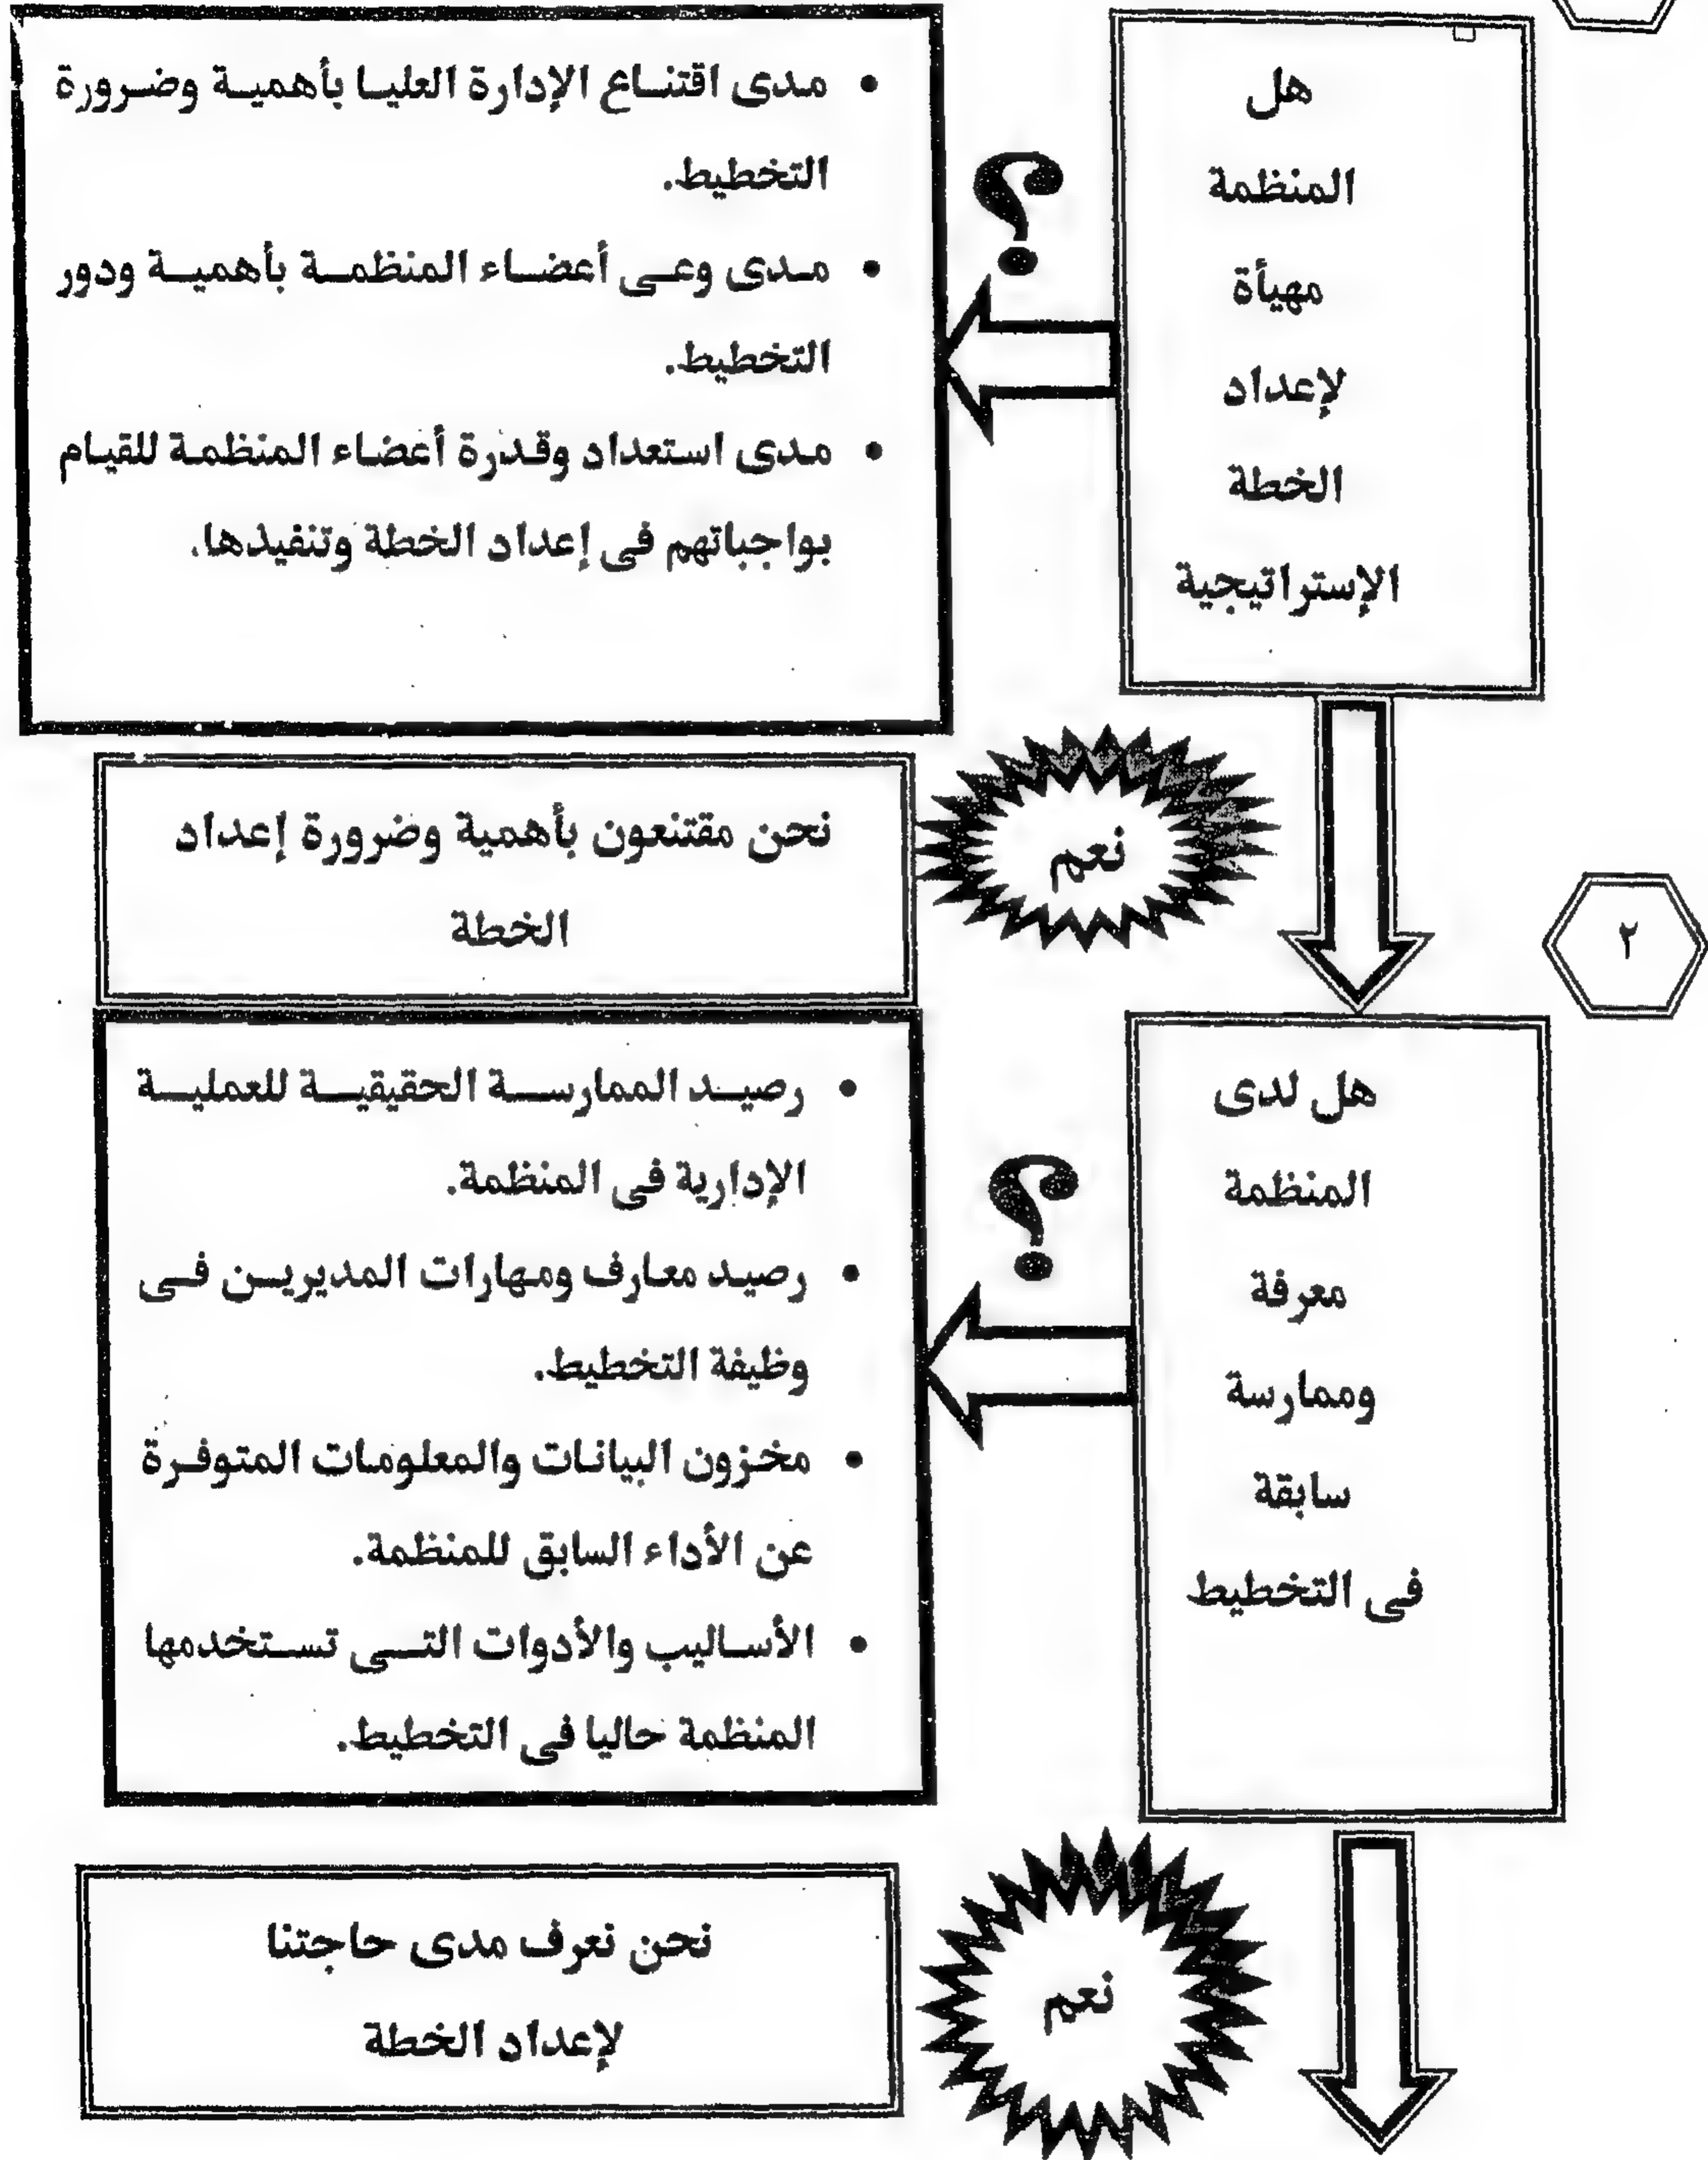 هل
المنظمة
مهيأة
لإعداد
الخطة
الإستراتيجية
؟
• مدى اقتناع الإدارة العليا بأهمية وضرورة
التخطيط.
• مدى وعى أعضاء المنظمة بأهمية ودور
التخطيط.
• مدى استعداد وقدرة أعضاء المنظمة للقيام
بواجباتهم فى إعداد الخطة وتنفيذها.
نعم
نحن مقتنعون بأهمية وضرورة إعداد
الخطة
٢
هل لدى
المنظمة
معرفة
وممارسة
سابقة
فى التخطيط
؟
• رصيد الممارسة الحقيقية للعملية
الإدارية فى المنظمة.
• رصيد معارف ومهارات المديرين فى
وظيفة التخطيط.
• مخزون البيانات والمعلومات المتوفرة
عن الأداء السابق للمنظمة.
• الأساليب والأدوات التى تستخدمها
المنظمة حاليا فى التخطيط.
نعم
نحن نعرف مدى حاجتنا
لإعداد الخطة